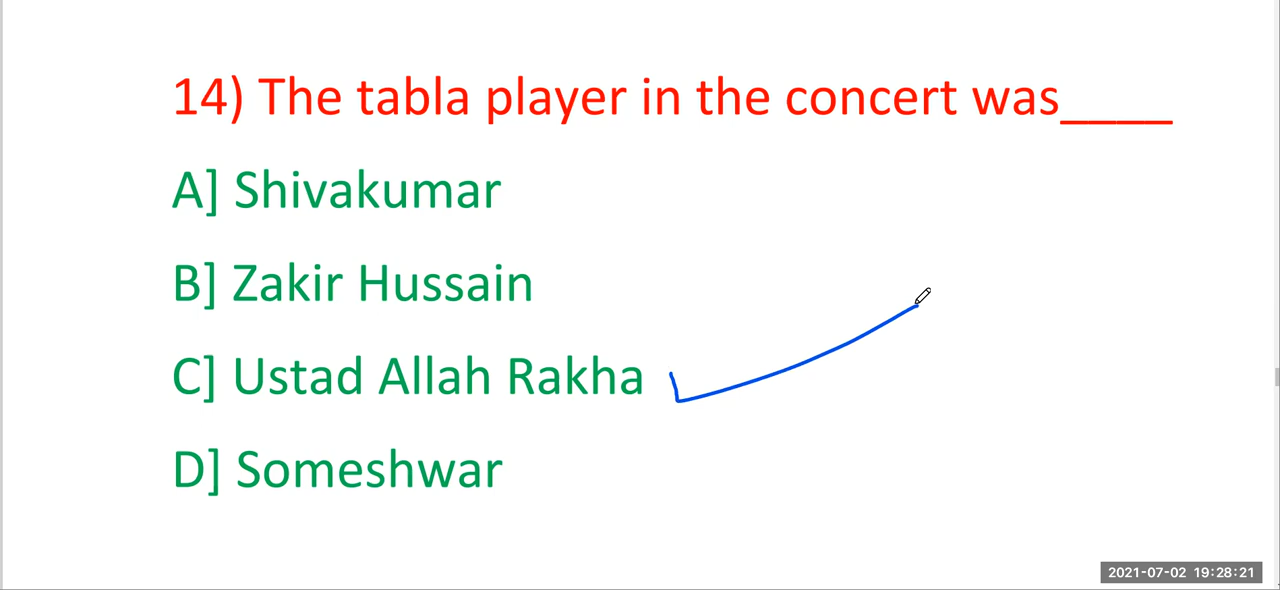 14) The tabla player in the concert was____
A] Shivakumar
B] Zakir Hussain
C] Ustad Allah Rakha
D] Someshwar
2021-07-02 19:28:21